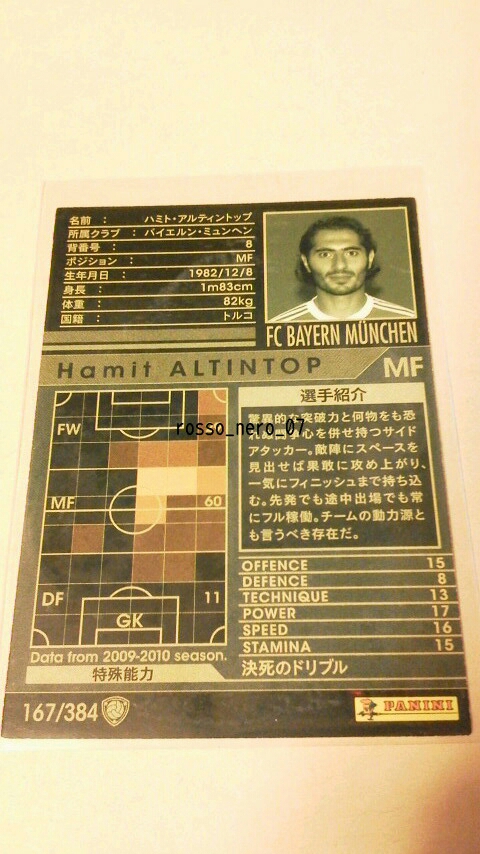 名前 : ハミト・アルティントップ
所属クラブ : バイエルン・ミュンヘン
背番号 : 8
ポジション : MF
生年月日 : 1982/12/8
身長 : 1m83cm
体重 : 82kg
国籍 : トルコ
FC BAYERN MÜNCHEN
Hamit ALTINTOP MF
FW
MF 60
DF 11
GK
Data from 2009-2010 season.
特殊能力
選手紹介
驚異的な突破力と何物をも恐
れぬ闘争心を併せ持つサイド
アタッカー。敵陣にスペースを
見出せば果敢に攻め上がり、
一気にフィニッシュまで持ち込
む。先発でも途中出場でも常
にフル稼働。チームの動力源と
も言うべき存在だ。
rosso_nero_07
OFFENCE 15
DEFENCE 8
TECHNIQUE 13
POWER 17
SPEED 16
STAMINA 15
決死のドリブル
167/384
PANINI